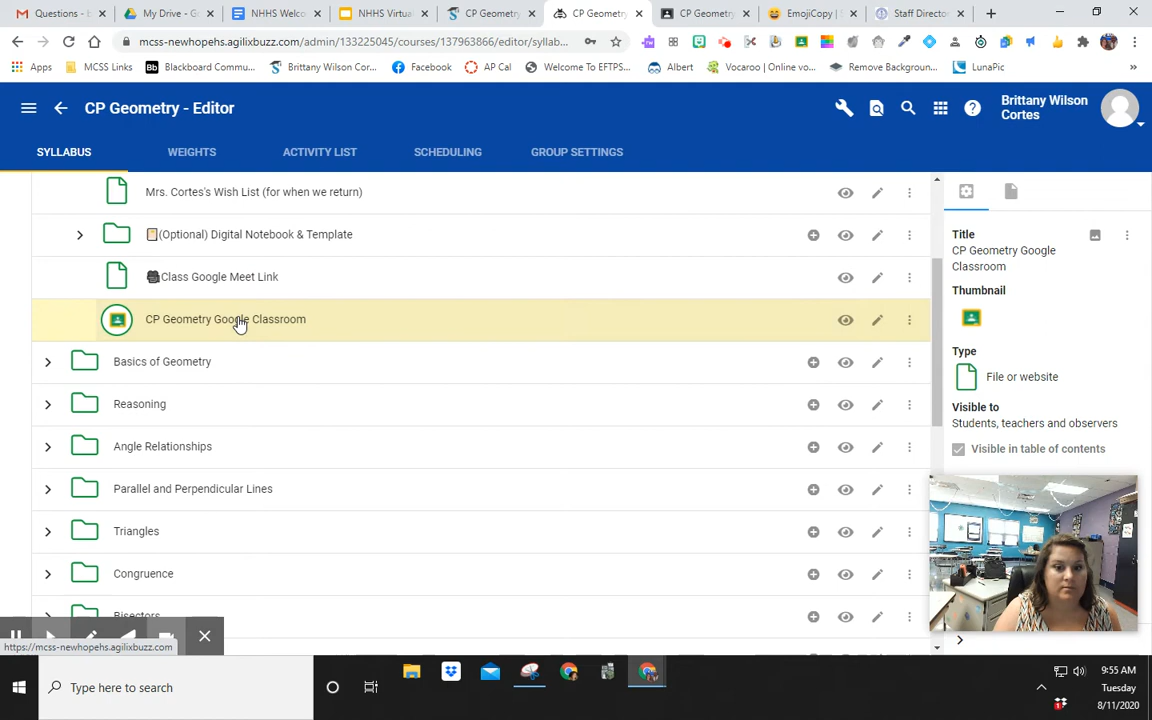 Questions - b
My Drive - G
NHHS Welco
NHHS Virtua
CP Geometry
CP Geometry
CP Geometry
EmojiCopy |
Staff Direc
mcss-newhopehs.agilixbuzz.com/admin/133225045/courses/137963866/editor/syllab...
Apps
MCSS Links
Bb
Blackboard Commu...
Brittany Wilson Cor...
Facebook
AP Cal
Welcome To EFTPS...
Albert
Vocaroo | Online vo...
Remove Backgroun...
LunaPic
CP Geometry - Editor
Brittany Wilson
Cortes
SYLLABUS
WEIGHTS
ACTIVITY LIST
SCHEDULING
GROUP SETTINGS
Mrs. Cortes's Wish List (for when we return)
(Optional) Digital Notebook & Template
Class Google Meet Link
CP Geometry Google Classroom
Basics of Geometry
Reasoning
Angle Relationships
Parallel and Perpendicular Lines
Triangles
Congruence
Bisectors
Title
CP Geometry Google
Classroom
Thumbnail
Type
File or website
Visible to
Students, teachers and observers
Visible in table of contents
https://mcss-newhopehs.agilixbuzz.com
Type here to search
9:55 AM
Tuesday
8/11/2020